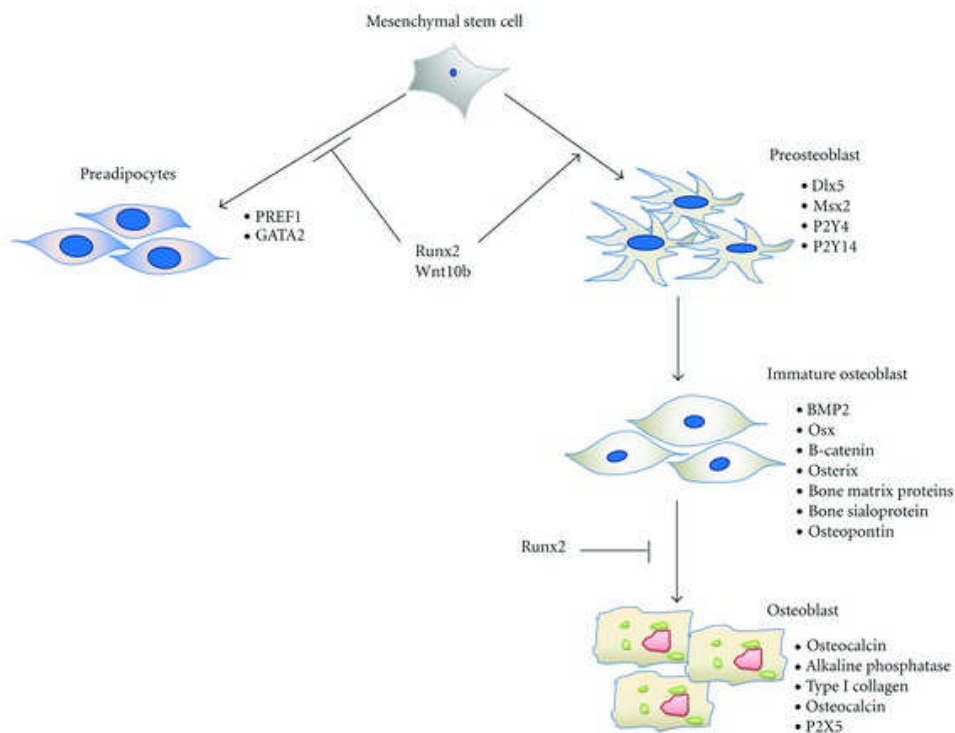 Mesenchymal stem cell
Preadipocytes
• PREF1
• GATA2
Runx2
Wnt10b
Preosteoblast
• Dlx5
• Msx2
• P2Y4
• P2Y14
Immature osteoblast
• BMP2
• Osx
• B-catenin
• Osterix
• Bone matrix proteins
• Bone sialoprotein
• Osteopontin
Runx2
Osteoblast
• Osteocalcin
• Alkaline phosphatase
• Type I collagen
• Osteocalcin
• P2X5